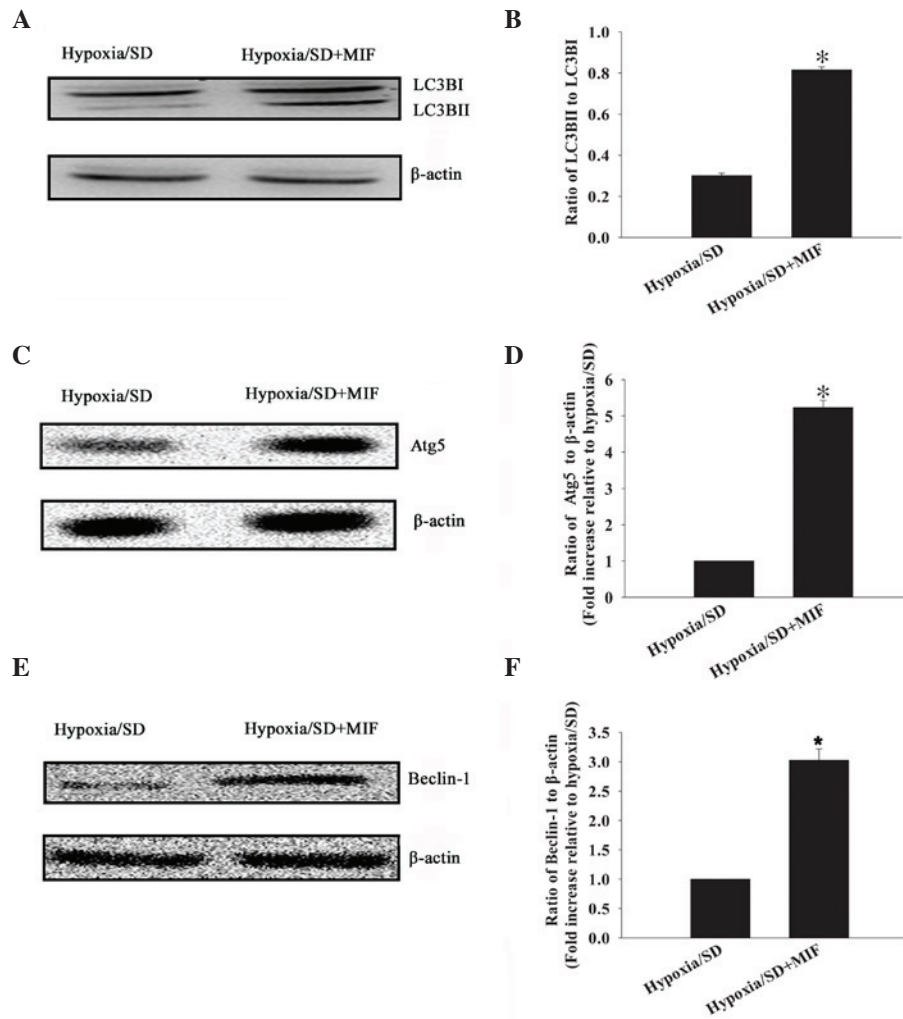 A
Hypoxia/SD
Hypoxia/SD+MIF
LC3BI
LC3BII
β-actin
B
Ratio of LC3BII to LC3BI
1.0
0.8
0.6
0.4
0.2
0.0
*
Hypoxia/SD
Hypoxia/SD+MIF
C
Hypoxia/SD
Hypoxia/SD+MIF
Atg5
β-actin
D
Ratio of Atg5 to β-actin
(Fold increase relative to hypoxia/SD)
6
5
4
3
2
1
0
*
Hypoxia/SD
Hypoxia/SD+MIF
E
Hypoxia/SD
Hypoxia/SD+MIF
Beclin-1
β-actin
F
Ratio of Beclin-1 to β-actin
(Fold increase relative to hypoxia/SD)
3.5
3.0
2.5
2.0
1.5
1.0
0.5
0.0
*
Hypoxia/SD
Hypoxia/SD+MIF